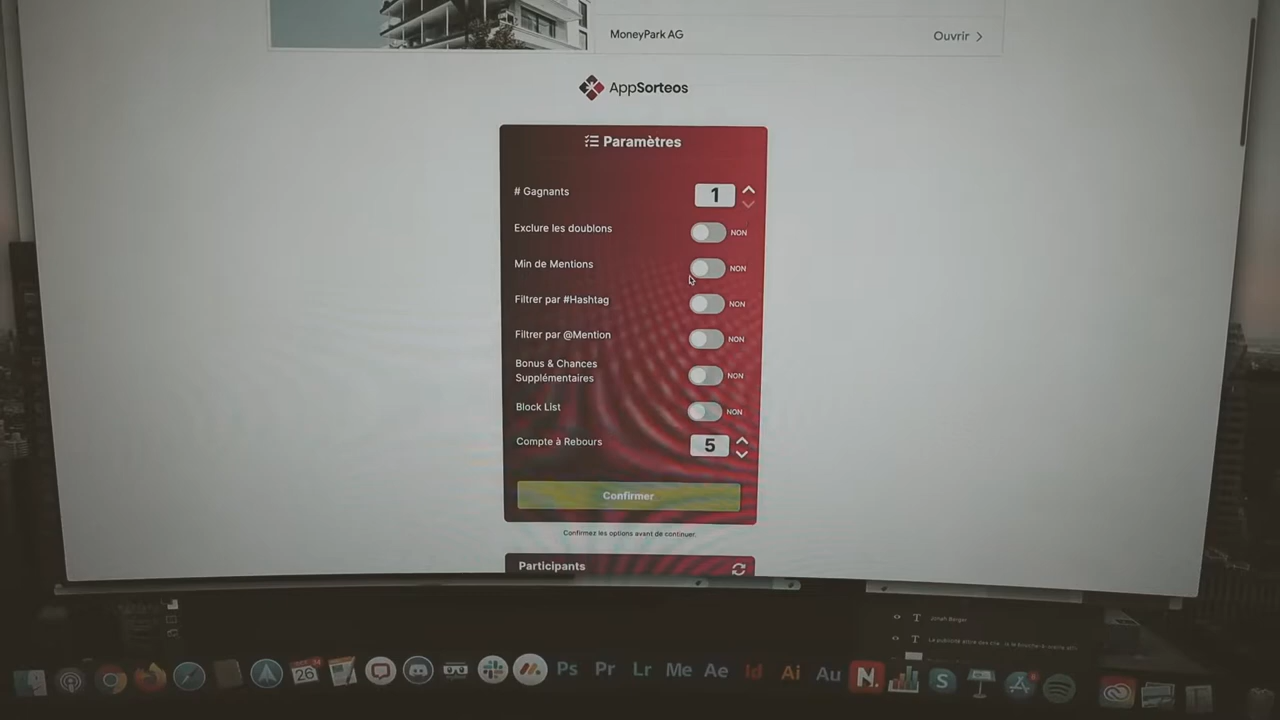 MoneyPark AG
Ouvrir
AppSorteos
Paramètres
# Gagnants
1
Exclure les doublons
NON
Min de Mentions
NON
Filtrer par #Hashtag
NON
Filtrer par @Mention
NON
Bonus & Chances
Supplémentaires
NON
Block List
NON
Compte à Rebours
5
Confirmer
Confirmez les options avant de continuer.
Participants
T
T
26
Ps
Pr
Lr
Me
Ae
Id
Ai
Au
N.
S